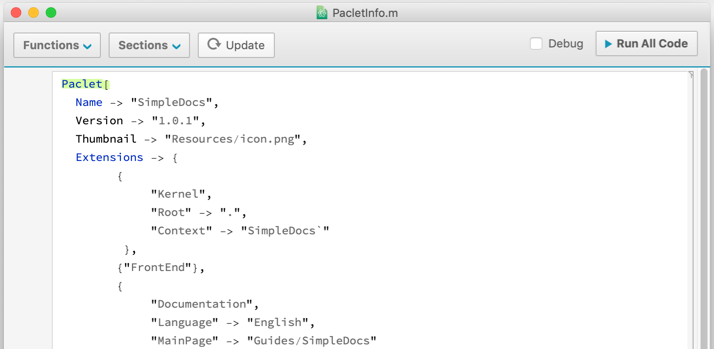 PacletInfo.m
Functions Sections Update Debug Run All Code
Paclet[
Name -> "SimpleDocs",
Version -> "1.0.1",
Thumbnail -> "Resources/icon.png",
Extensions -> {
{
"Kernel",
"Root" -> ".",
"Context" -> "SimpleDocs`"
},
{"FrontEnd"},
{
"Documentation",
"Language" -> "English",
"MainPage" -> "Guides/SimpleDocs"